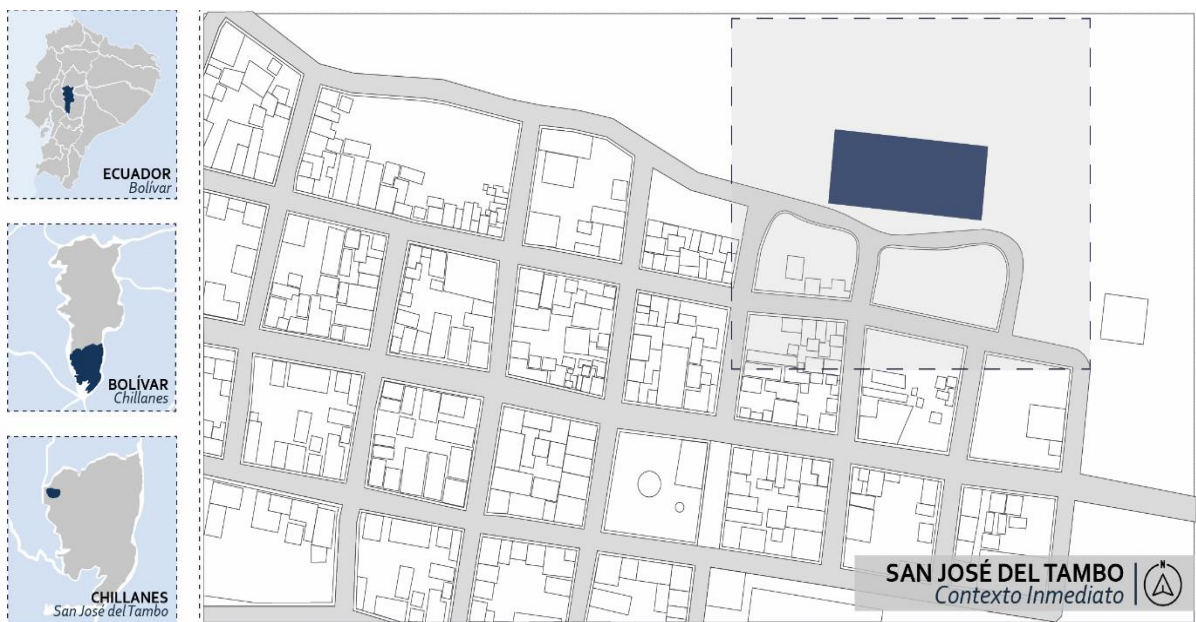 ECUADOR
Bolívar
BOLÍVAR
Chillanes
CHILLANES
San José del Tambo
SAN JOSÉ DEL TAMBO
Contexto Inmediato
N